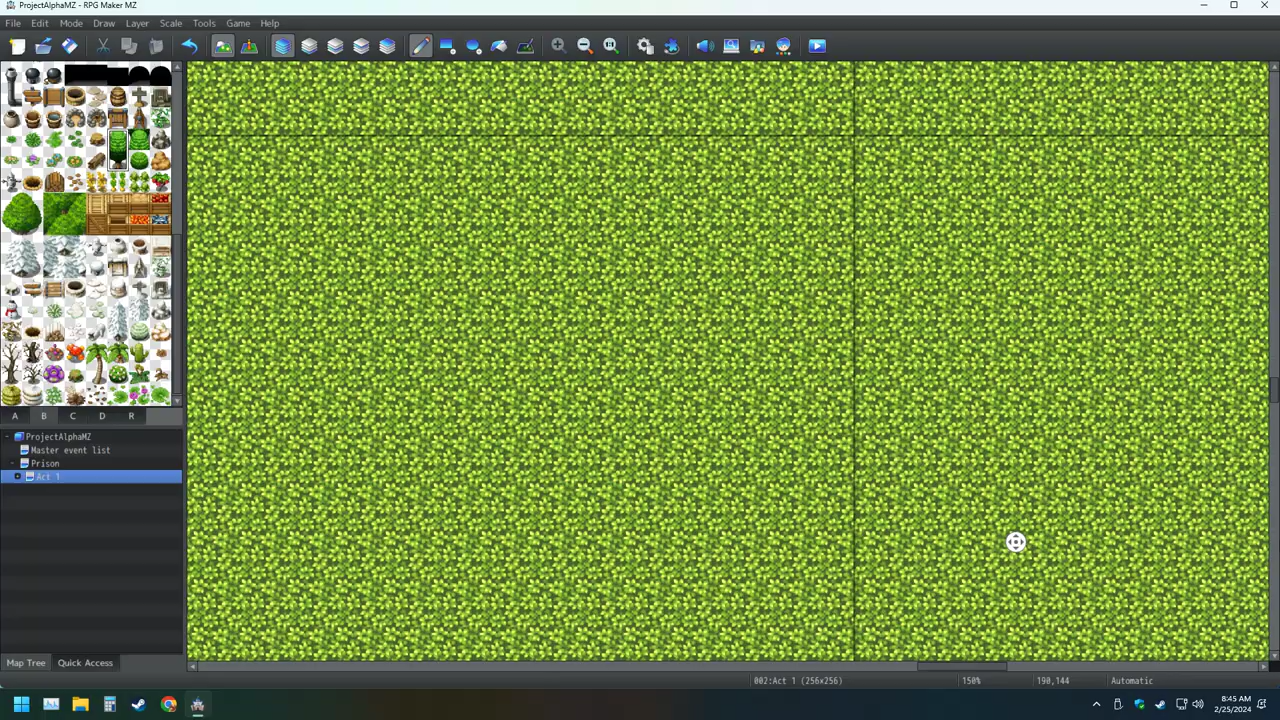 ProjectAlphaMZ - RPG Maker MZ
File Edit Mode Draw Layer Scale Tools Game Help
A B C D R
ProjectAlphaMZ
Master event list
Prison
Act 1
Map Tree Quick Access
002:Act 1 (256x256) 150% 190,144 Automatic
8:45 AM
2/25/2024